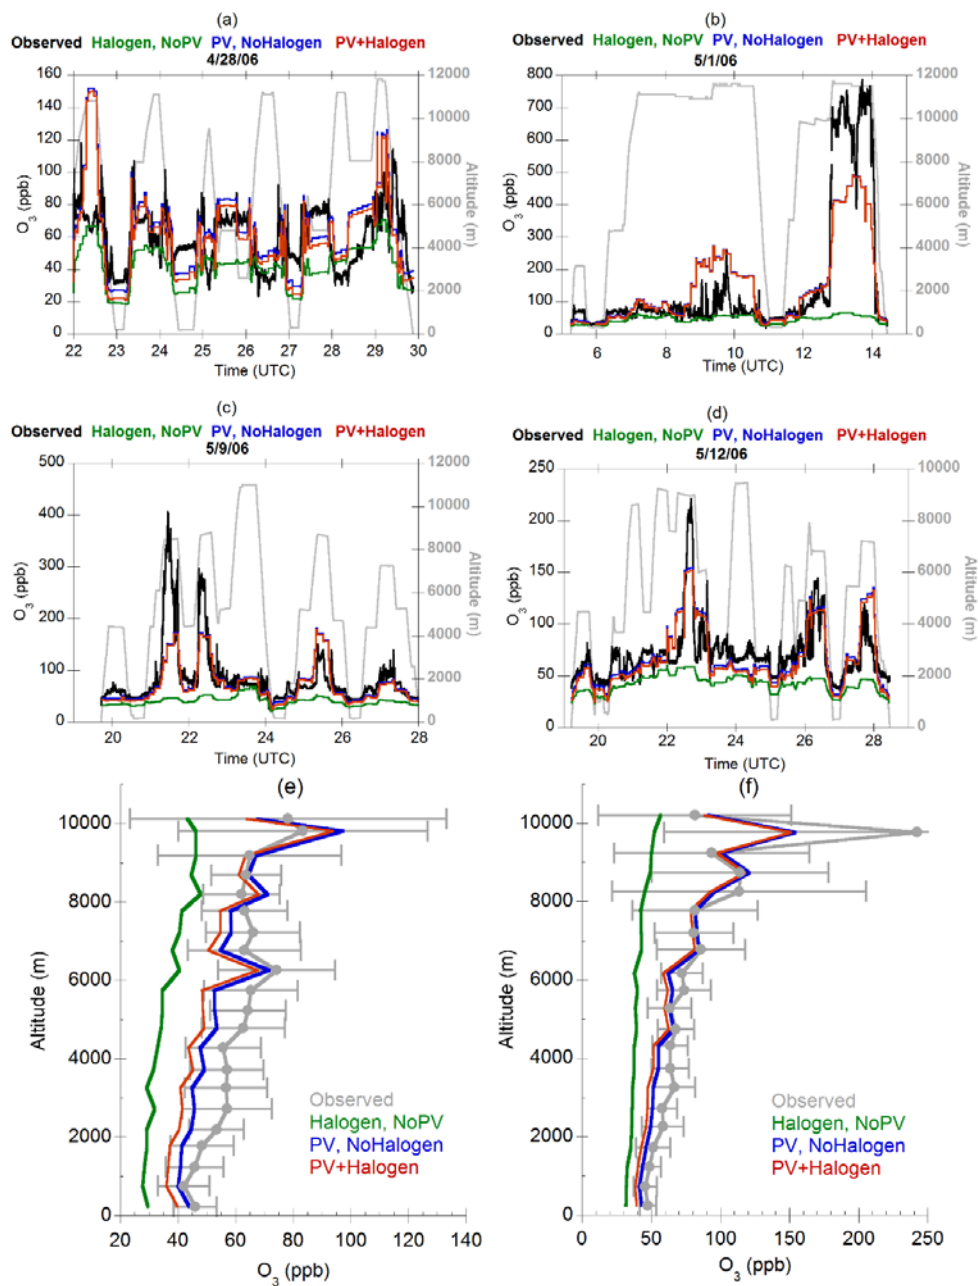 (a)
Observed Halogen, NoPV PV, NoHalogen PV+Halogen
4/28/06
160
140
120
100
80
60
40
20
0
O3 (ppb)
12000
10000
8000
6000
4000
2000
0
Altitude (m)
22 23 24 25 26 27 28 29 30
Time (UTC)
(b)
Observed Halogen, NoPV PV, NoHalogen PV+Halogen
5/1/06
800
700
600
500
400
300
200
100
0
O3 (ppb)
12000
10000
8000
6000
4000
2000
0
Altitude (m)
6 8 10 12 14
Time (UTC)
(c)
Observed Halogen, NoPV PV, NoHalogen PV+Halogen
5/9/06
500
400
300
200
100
0
O3 (ppb)
12000
10000
8000
6000
4000
2000
0
Altitude (m)
20 22 24 26 28
Time (UTC)
(d)
Observed Halogen, NoPV PV, NoHalogen PV+Halogen
5/12/06
250
200
150
100
50
0
O3 (ppb)
10000
8000
6000
4000
2000
0
Altitude (m)
20 22 24 26 28
Time (UTC)
(e)
10000
8000
6000
4000
2000
0
Altitude (m)
Observed
Halogen, NoPV
PV, NoHalogen
PV+Halogen
20 40 60 80 100 120 140
O3 (ppb)
(f)
10000
8000
6000
4000
2000
0
Altitude (m)
Observed
Halogen, NoPV
PV, NoHalogen
PV+Halogen
0 50 100 150 200 250
O3 (ppb)